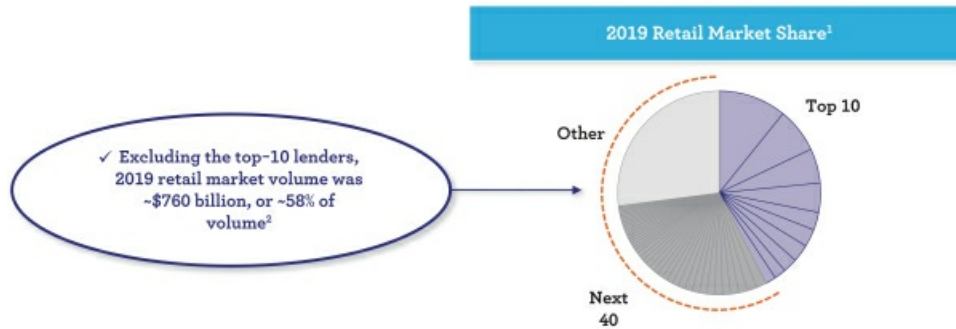 2019 Retail Market Share¹
Top 10
Other
✓ Excluding the top-10 lenders,
2019 retail market volume was
~$760 billion, or ~58% of
volume²
Next
40